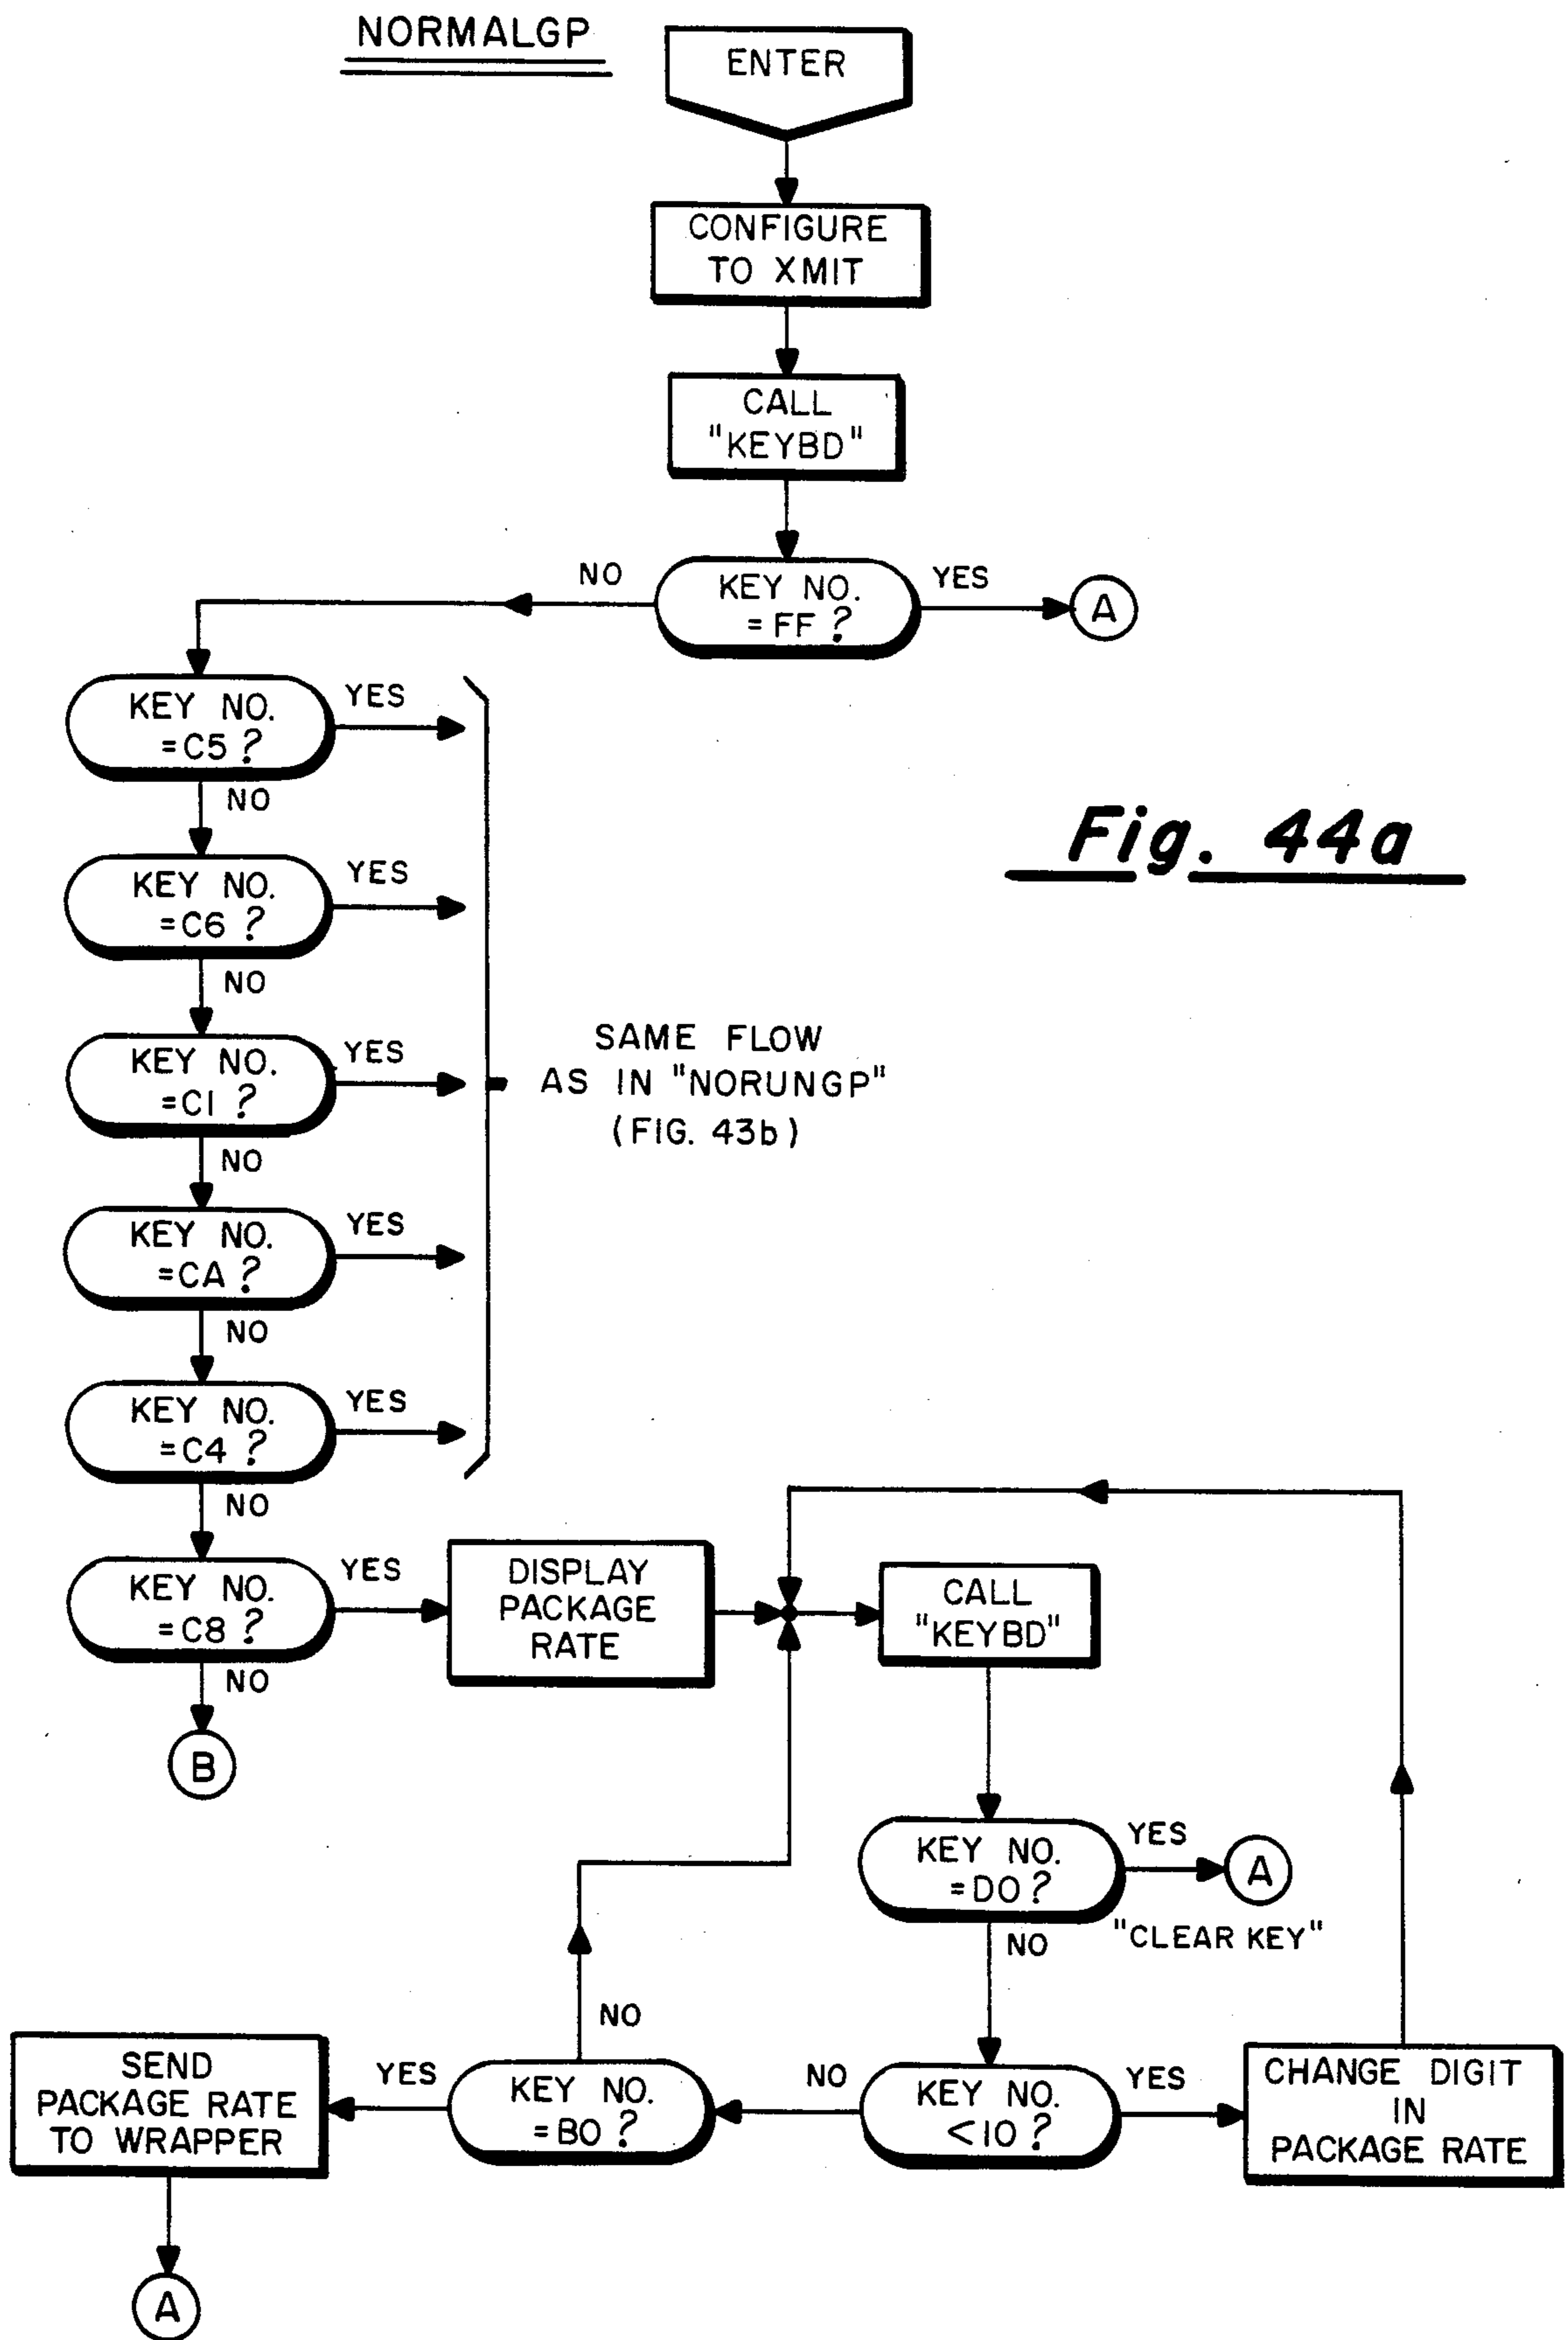 NORMALGP
ENTER
CONFIGURE
TO XMIT
CALL
"KEYBD"
KEY NO.
=FF?
NO
YES
A
KEY NO.
=C5?
YES
NO
KEY NO.
=C6?
YES
NO
KEY NO.
=C1?
YES
NO
KEY NO.
=CA?
YES
NO
KEY NO.
=C4?
YES
NO
SAME FLOW
AS IN "NORUNGP"
(FIG. 43b)
Fig. 44a
KEY NO.
=C8?
YES
NO
B
DISPLAY
PACKAGE
RATE
CALL
"KEYBD"
KEY NO.
=D0?
YES
A
"CLEAR KEY"
NO
KEY NO.
<10?
YES
CHANGE DIGIT
IN
PACKAGE RATE
NO
KEY NO.
=B0?
NO
YES
SEND
PACKAGE RATE
TO WRAPPER
A